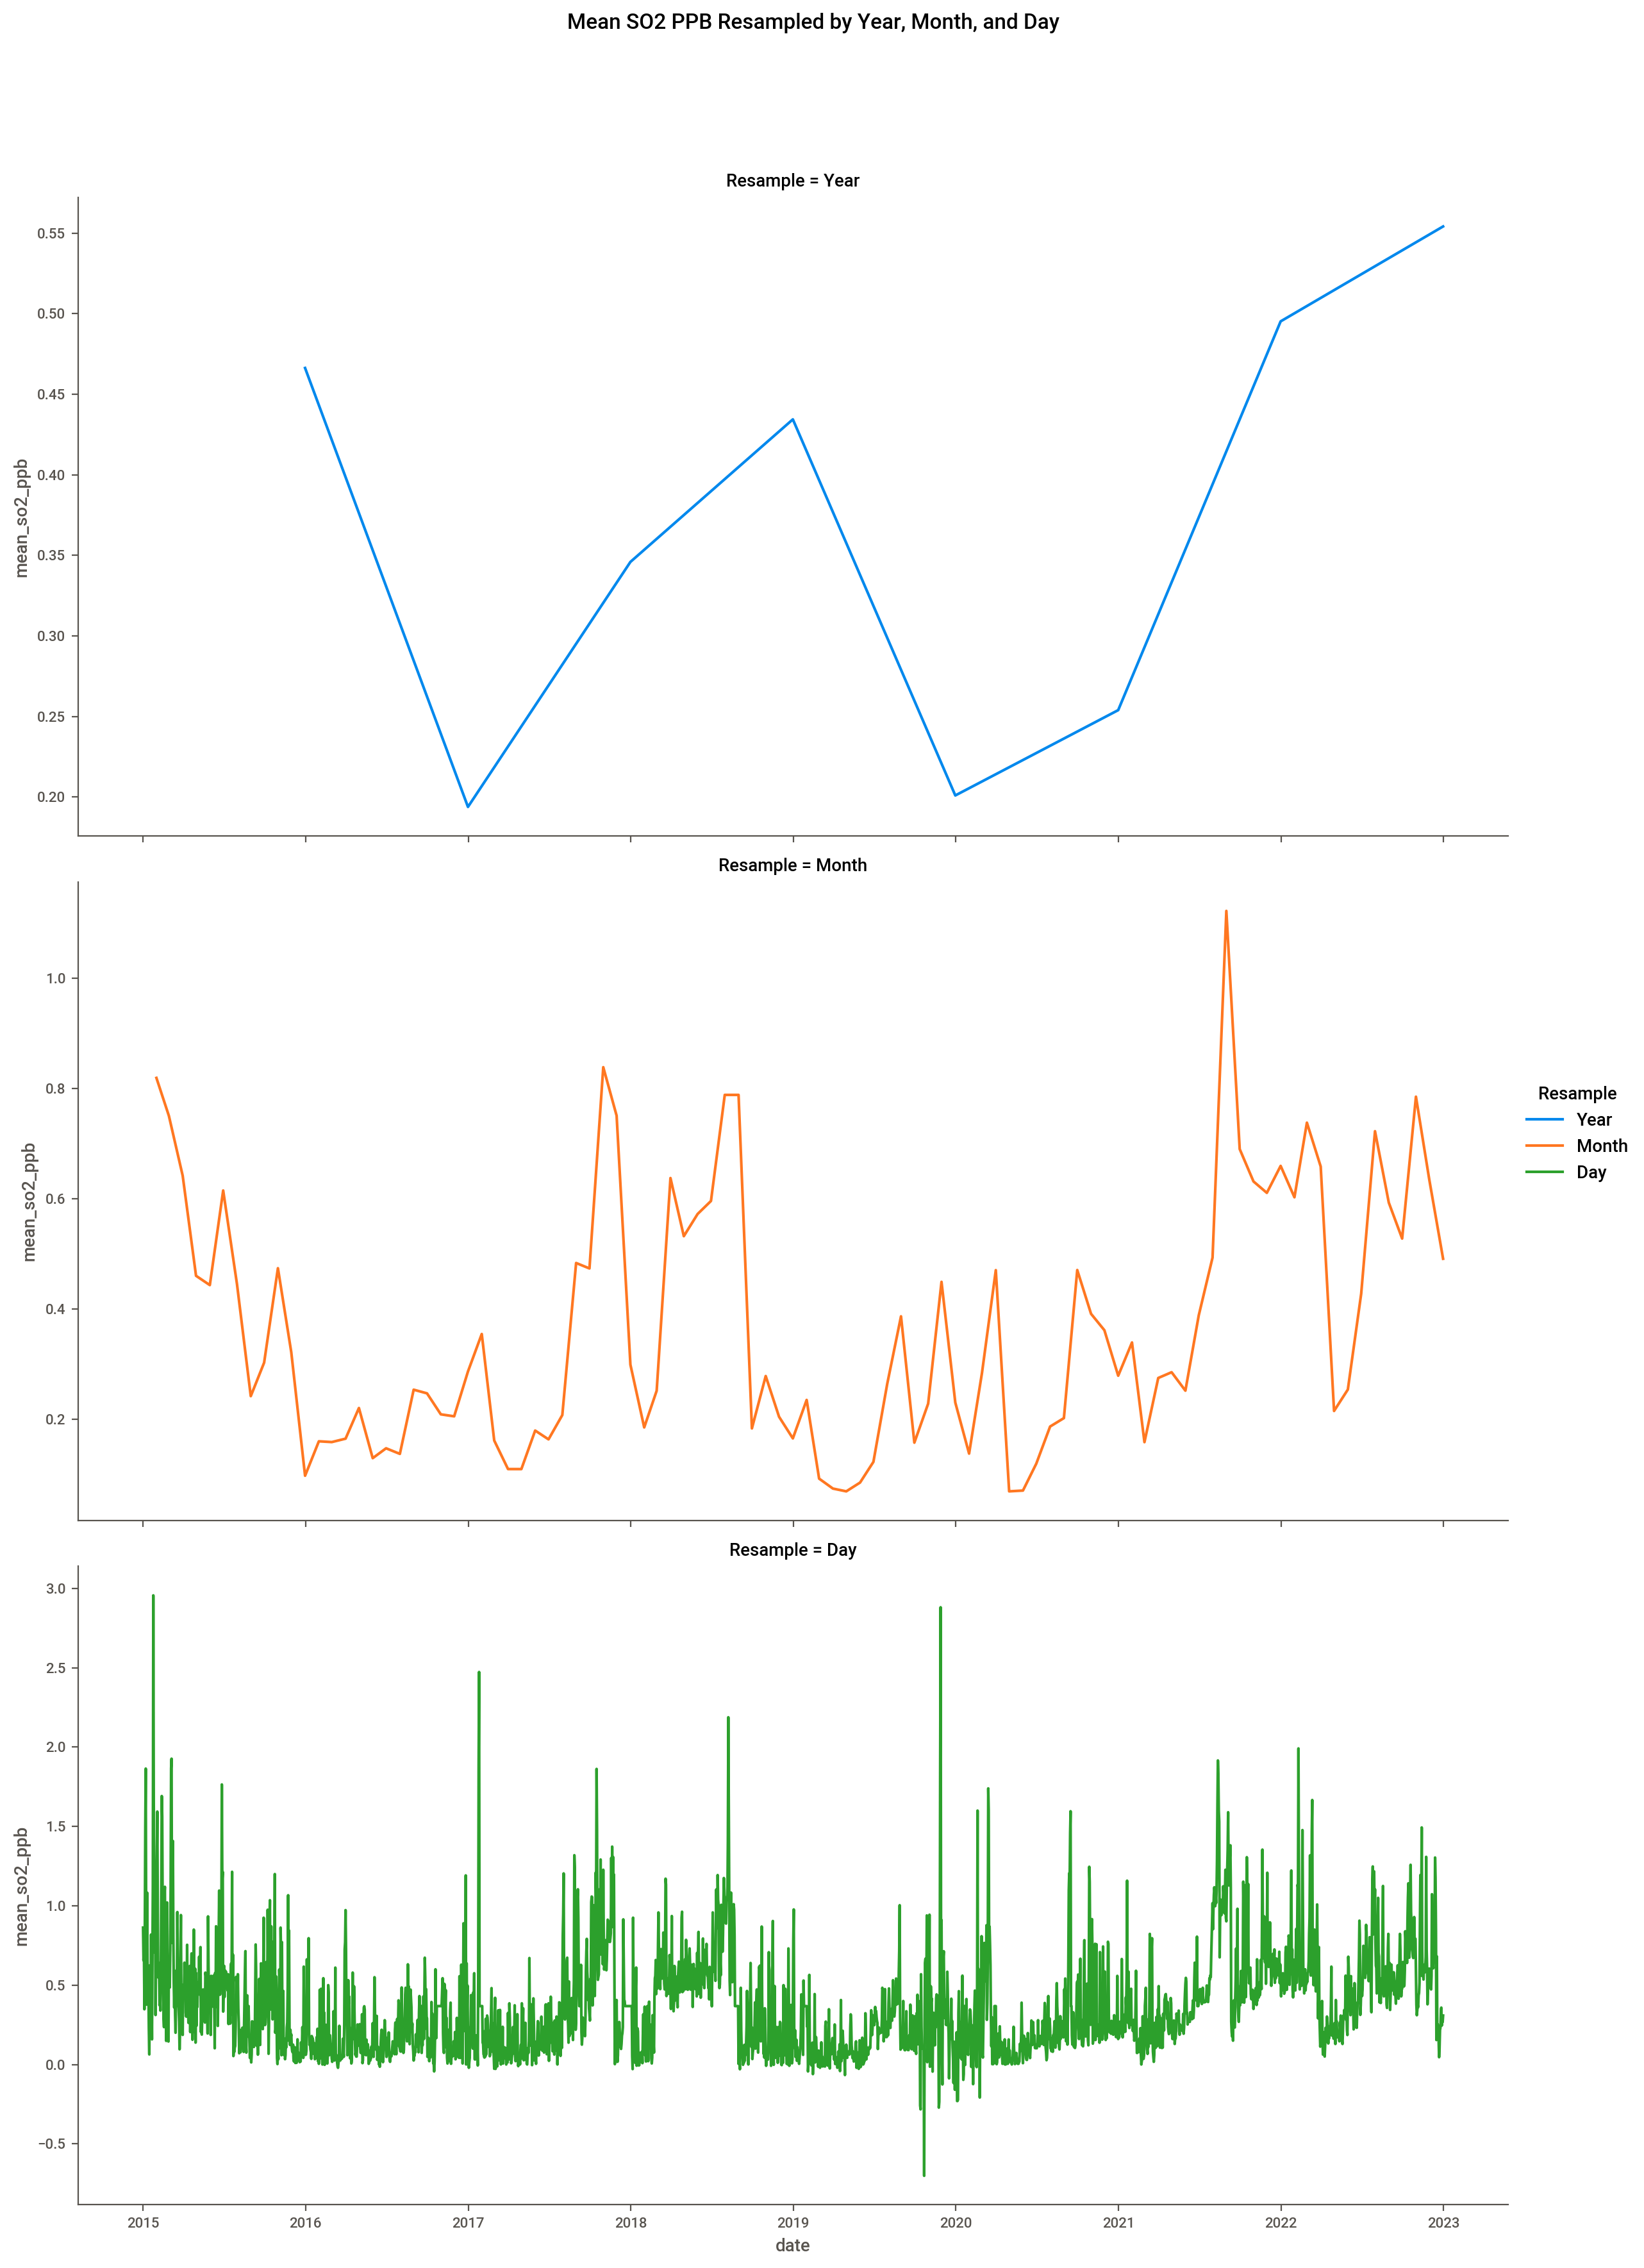 Mean SO2 PPB Resampled by Year, Month, and Day
Resample = Year
0.55
0.50
0.45
0.40
0.35
0.30
0.25
0.20
mean_so2_ppb
Resample = Month
1.0
0.8
0.6
0.4
0.2
mean_so2_ppb
Resample
Year
Month
Day
Resample = Day
3.0
2.5
2.0
1.5
1.0
0.5
0.0
−0.5
mean_so2_ppb
2015 2016 2017 2018 2019 2020 2021 2022 2023
date